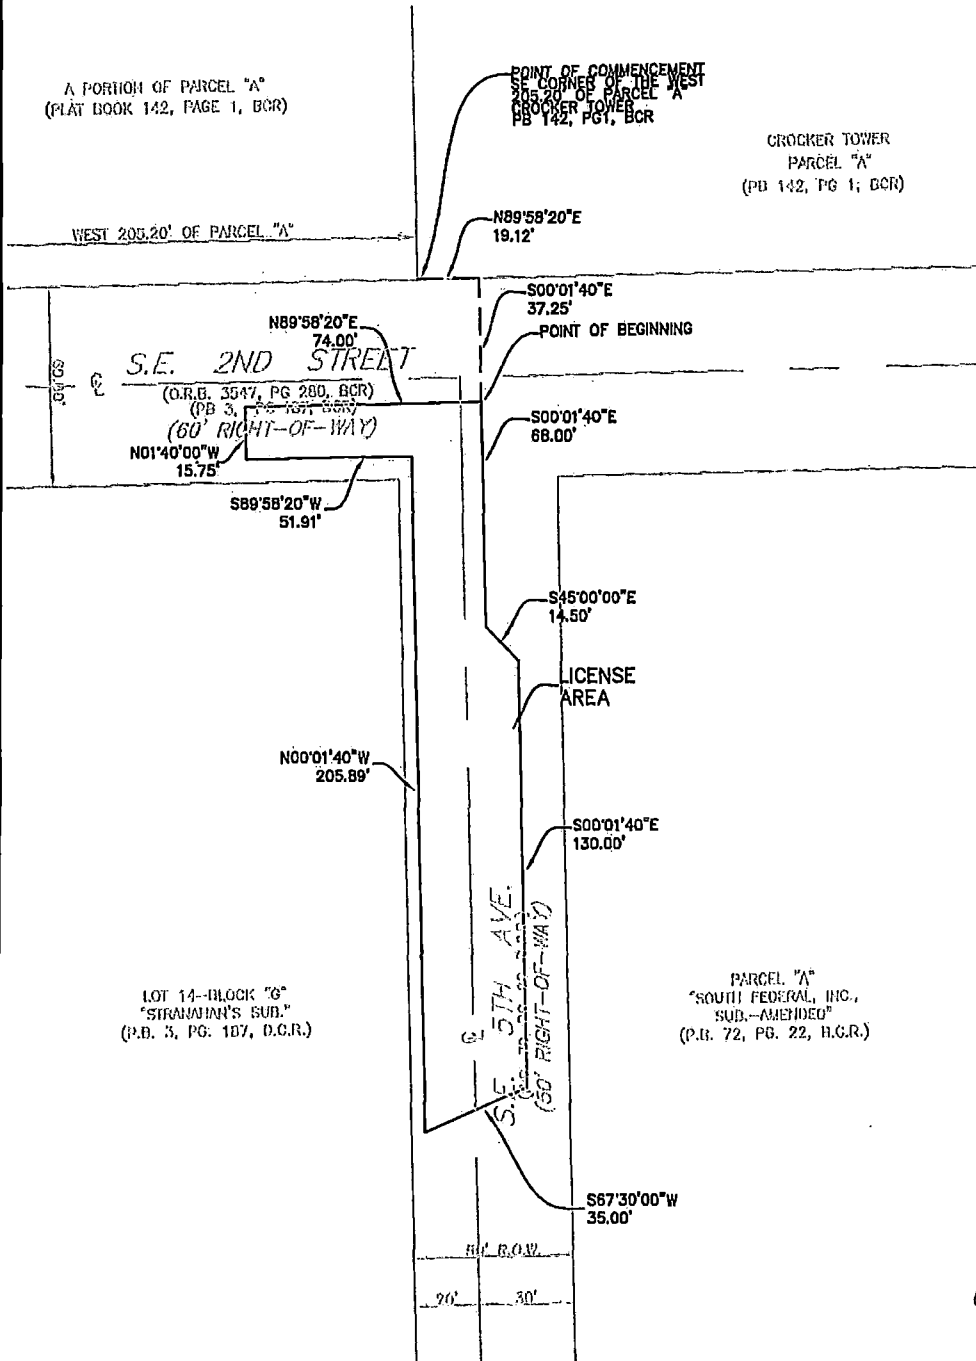 A PORTION OF PARCEL "A"
(PLAT BOOK 142, PAGE 1, BCR)
POINT OF COMMENCEMENT
SE CORNER OF THE WEST
205.20' OF PARCEL "A"
CROCKER TOWER
PB 142, PG1, BCR
CROCKER TOWER
PARCEL "A"
(PB 142, PG 1; BCR)
N89°58'20"E
19.12'
WEST 205.20' OF PARCEL "A"
S00°01'40"E
37.25'
N89°58'20"E
74.00'
POINT OF BEGINNING
S.E. 2ND STREET
(O.R.B. 3547, PG 280, BCR)
(PB 3, PG 187, BCR)
(60' RIGHT-OF-WAY)
S00°01'40"E
68.00'
N01°40'00"W
15.75'
S89°58'20"W
51.91'
S45°00'00"E
14.50'
LICENSE
AREA
N00°01'40"W
205.89'
S00°01'40"E
130.00'
S.E. 5TH AVE.
(50' RIGHT-OF-WAY)
LOT 14--BLOCK "G"
"STRANAHAN'S SUB."
(P.B. 3, PG. 187, D.C.R.)
PARCEL "A"
"SOUTH FEDERAL, INC.,
SUB.-AMENDED"
(P.B. 72, PG. 22, B.C.R.)
S67°30'00"W
35.00'
50' R.O.W.
20' 30'